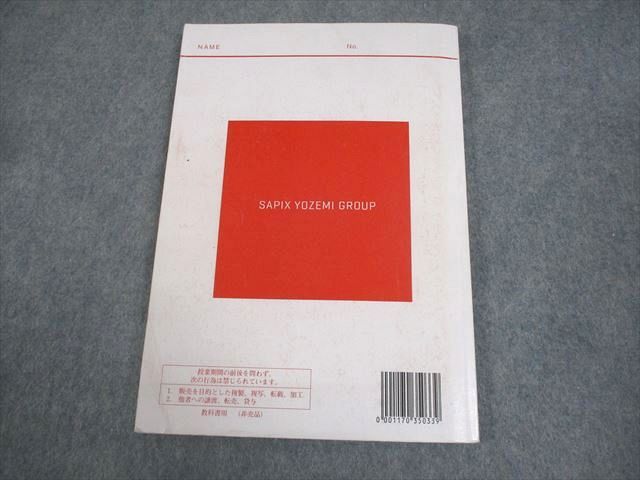 NAME No.
SAPIX YOZEMI GROUP
授業期間の前後を問わず、
次の行為は禁じられています。
1. 販売を目的とした複製、複写、転載、加工
2. 他者への譲渡、転売、貸与
教科書用 (非売品)
0 001170 350339